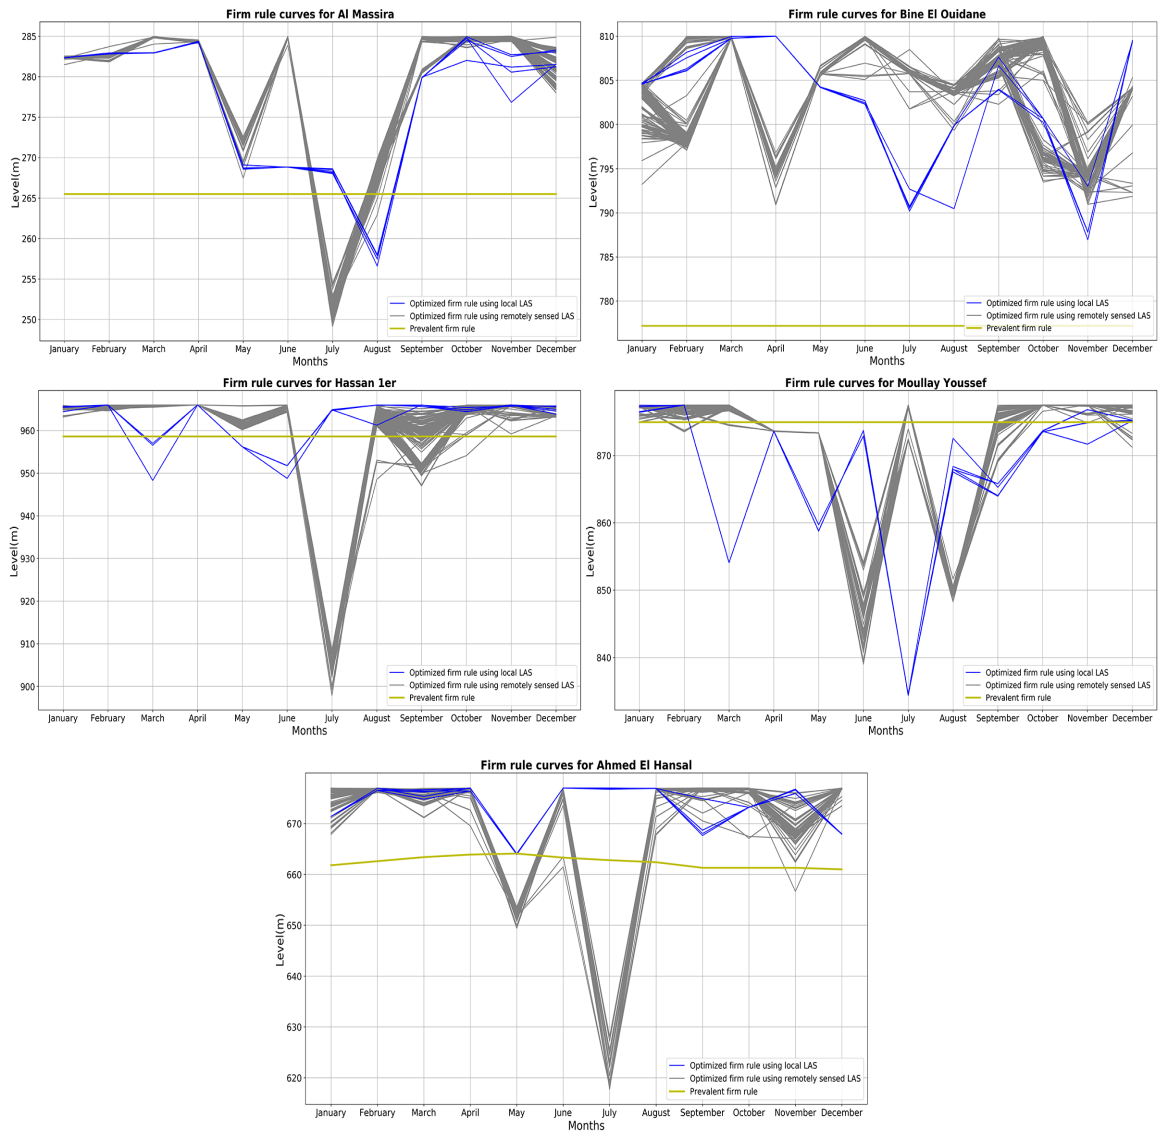 Firm rule curves for Al Massira
285
280
275
270
265
260
255
250
Level(m)
Optimized firm rule using local LAS
Optimized firm rule using remotely sensed LAS
Prevalent firm rule
January February March April May June July August September October November December
Months
Firm rule curves for Bine El Ouidane
810
805
800
795
790
785
780
Level(m)
Optimized firm rule using local LAS
Optimized firm rule using remotely sensed LAS
Prevalent firm rule
January February March April May June July August September October November December
Months
Firm rule curves for Hassan 1er
960
950
940
930
920
910
900
Level(m)
Optimized firm rule using local LAS
Optimized firm rule using remotely sensed LAS
Prevalent firm rule
January February March April May June July August September October November December
Months
Firm rule curves for Moullay Youssef
870
860
850
840
Level(m)
Optimized firm rule using local LAS
Optimized firm rule using remotely sensed LAS
Prevalent firm rule
January February March April May June July August September October November December
Months
Firm rule curves for Ahmed El Hansal
670
660
650
640
630
620
Level(m)
Optimized firm rule using local LAS
Optimized firm rule using remotely sensed LAS
Prevalent firm rule
January February March April May June July August September October November December
Months